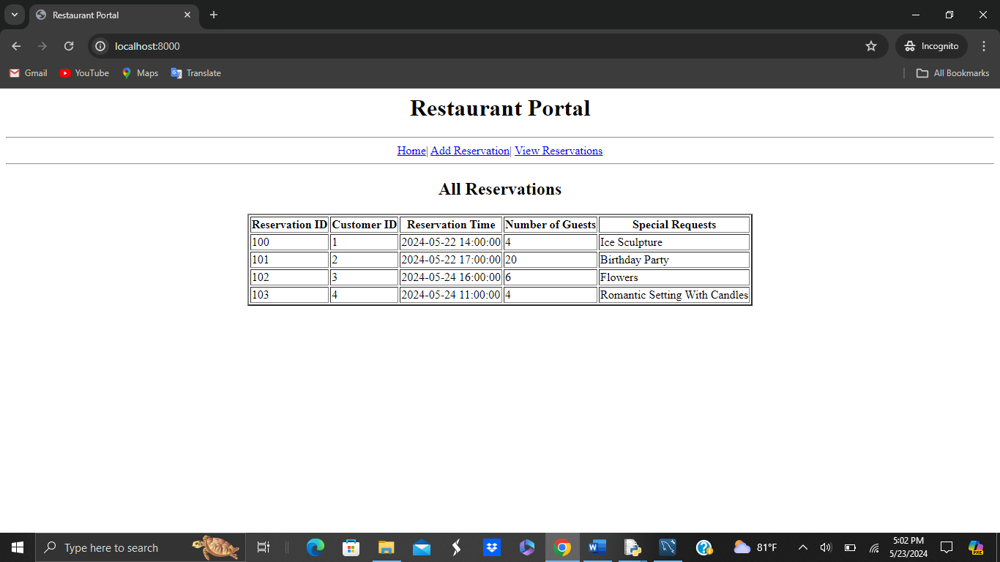 Restaurant Portal
localhost:8000
Incognito
Gmail YouTube Maps Translate All Bookmarks
Restaurant Portal
Home| Add Reservation| View Reservations
All Reservations
Reservation ID Customer ID Reservation Time Number of Guests Special Requests
100 1 2024-05-22 14:00:00 4 Ice Sculpture
101 2 2024-05-22 17:00:00 20 Birthday Party
102 3 2024-05-24 16:00:00 6 Flowers
103 4 2024-05-24 11:00:00 4 Romantic Setting With Candles
Type here to search
81°F
5:02 PM
5/23/2024
PRE